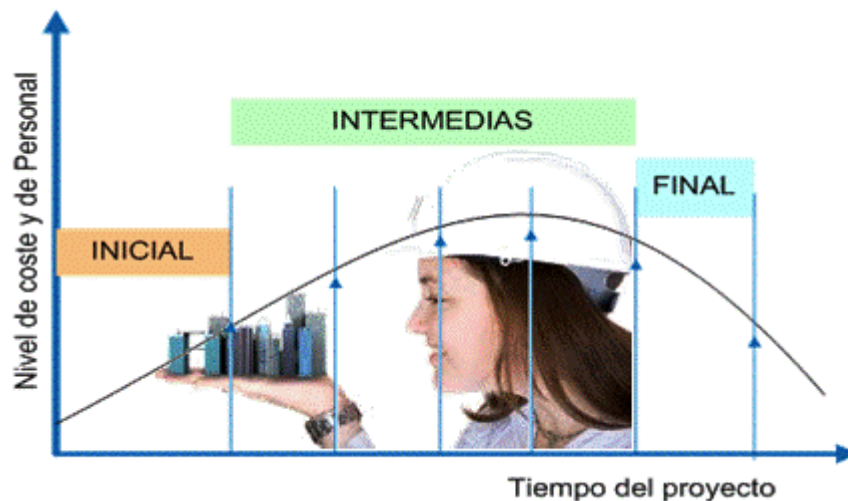 Nivel de coste y de Personal
INTERMEDIAS
FINAL
INICIAL
Tiempo del proyecto